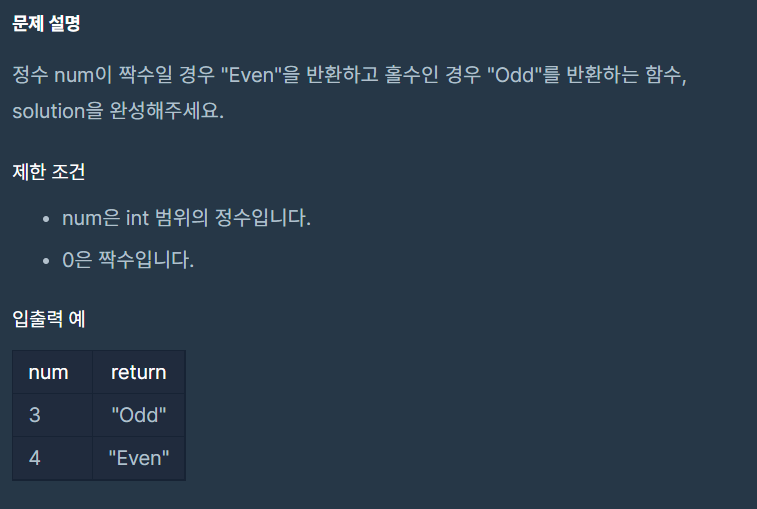 문제 설명
정수 num이 짝수일 경우 "Even"을 반환하고 홀수인 경우 "Odd"를 반환하는 함수,
solution을 완성해주세요.
제한 조건
• num은 int 범위의 정수입니다.
• 0은 짝수입니다.
입출력 예
num return
3 "Odd"
4 "Even"